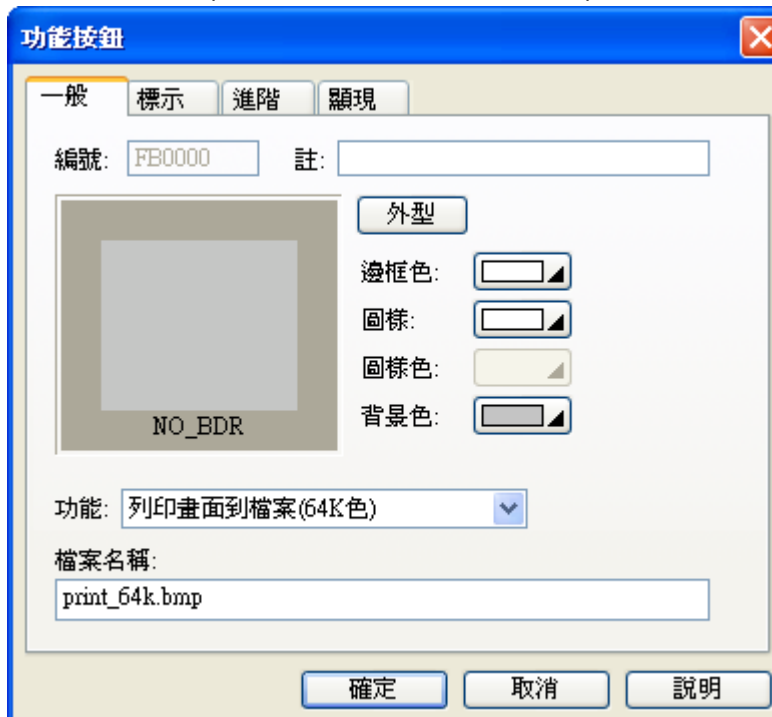 功能按鈕
一般 標示 進階 顯現
編號: FB0000 註:
外型
邊框色:
圖樣:
圖樣色:
NO_BDR 背景色:
功能: 列印畫面到檔案(64K色)
檔案名稱:
print_64k.bmp
確定 取消 說明